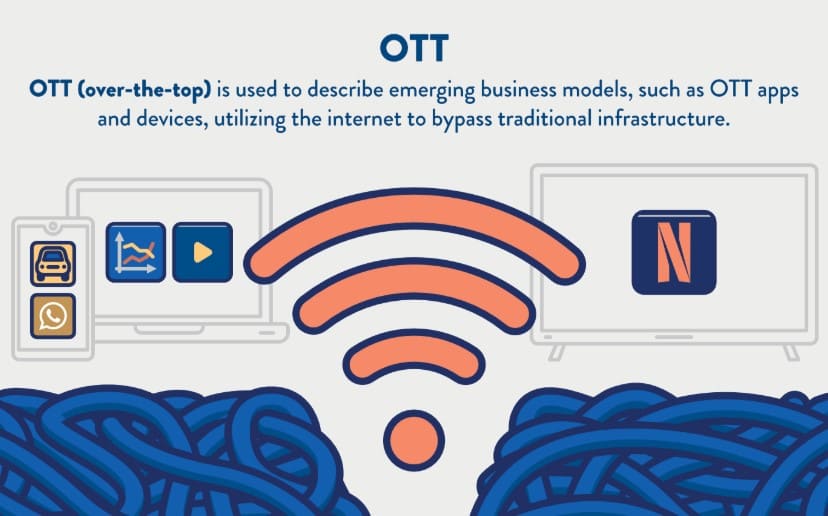 OTT
OTT (over-the-top) is used to describe emerging business models, such as OTT apps
and devices, utilizing the internet to bypass traditional infrastructure.
N